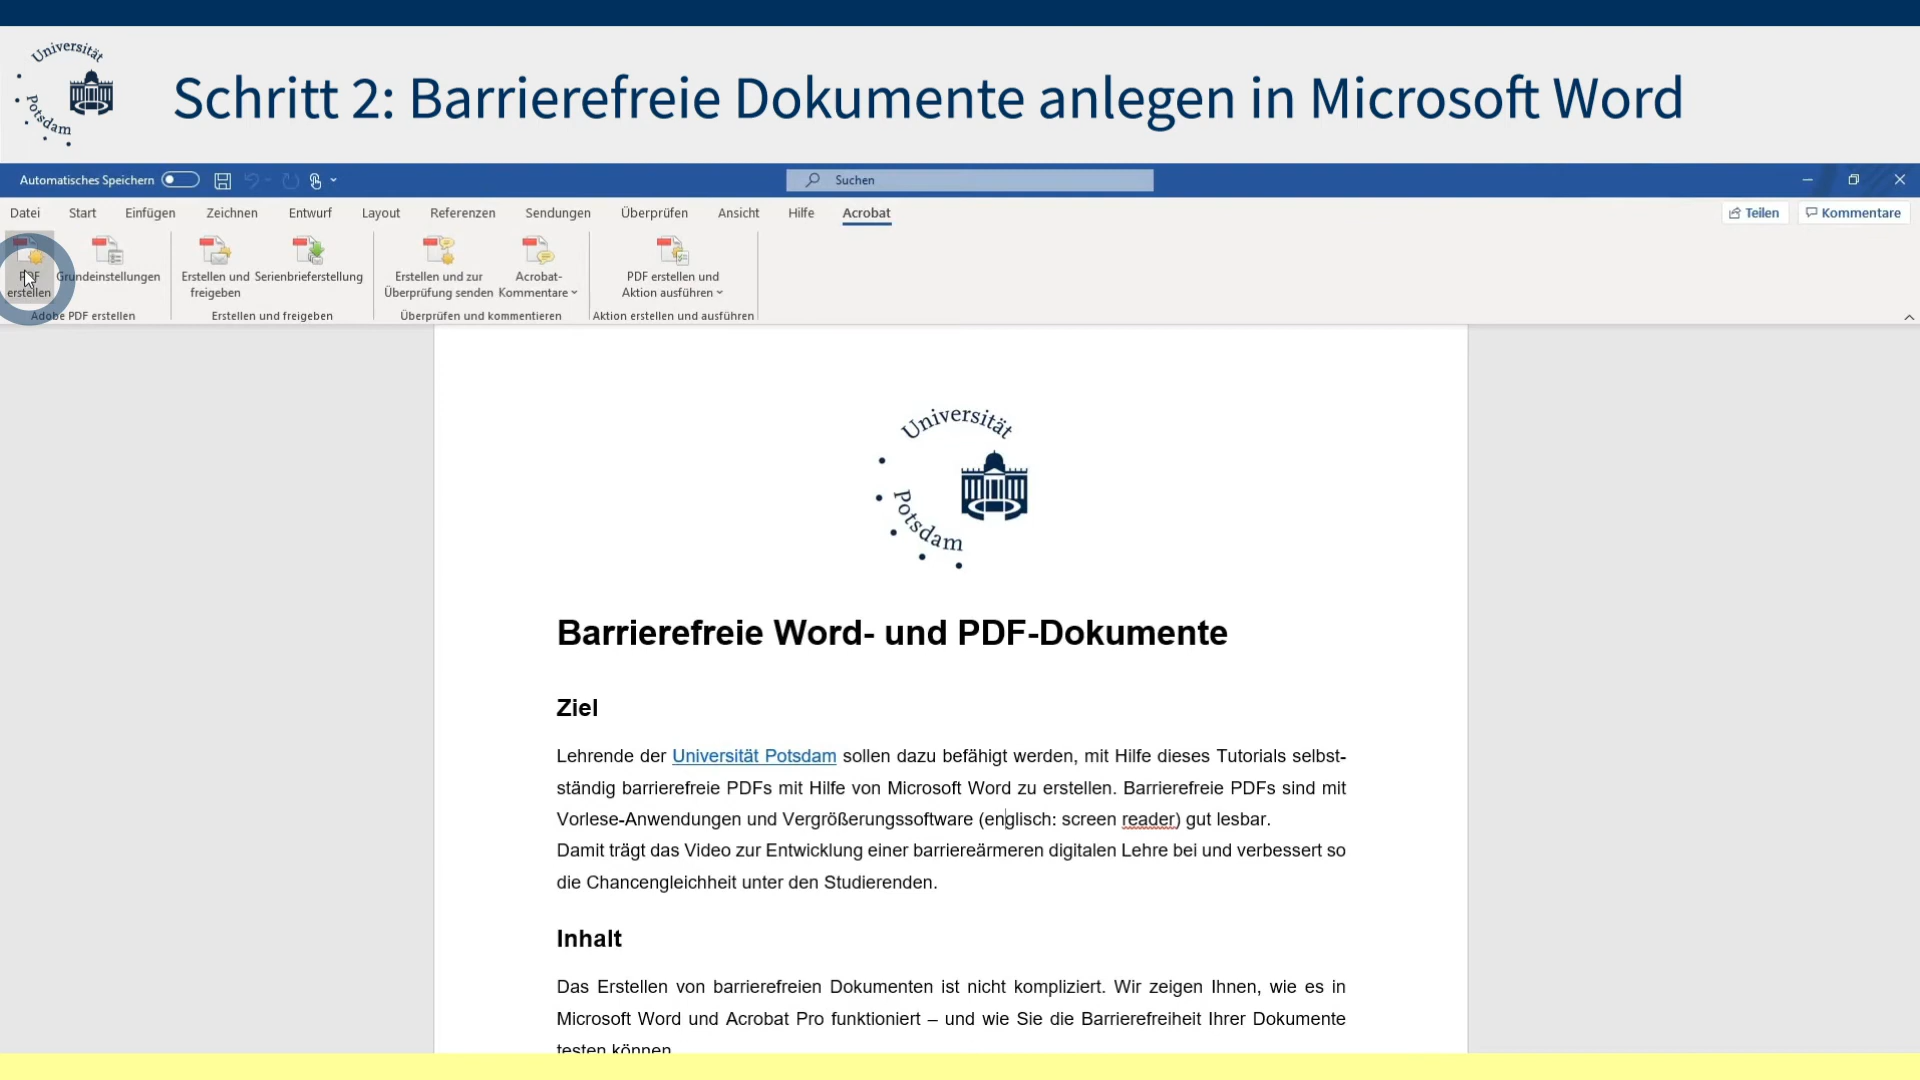 Universität
Potsdam
Schritt 2: Barrierefreie Dokumente anlegen in Microsoft Word
Automatisches Speichern
Suchen
Datei Start Einfügen Zeichnen Entwurf Layout Referenzen Sendungen Überprüfen Ansicht Hilfe Acrobat Teilen Kommentare
PDF erstellen
Grundeinstellungen
Erstellen und freigeben
Serienbrieferstellung
Erstellen und zur Überprüfung senden
Acrobat-Kommentare
PDF erstellen und Aktion ausführen
Adobe PDF erstellen Erstellen und freigeben Überprüfen und kommentieren Aktion erstellen und ausführen
Universität
Potsdam
Barrierefreie Word- und PDF-Dokumente
Ziel
Lehrende der Universität Potsdam sollen dazu befähigt werden, mit Hilfe dieses Tutorials selbst-
ständig barrierefreie PDFs mit Hilfe von Microsoft Word zu erstellen. Barrierefreie PDFs sind mit
Vorlese-Anwendungen und Vergrößerungssoftware (englisch: screen reader) gut lesbar.
Damit trägt das Video zur Entwicklung einer barriereärmeren digitalen Lehre bei und verbessert so
die Chancengleichheit unter den Studierenden.
Inhalt
Das Erstellen von barrierefreien Dokumenten ist nicht kompliziert. Wir zeigen Ihnen, wie es in
Microsoft Word und Acrobat Pro funktioniert – und wie Sie die Barrierefreiheit Ihrer Dokumente
testen können.